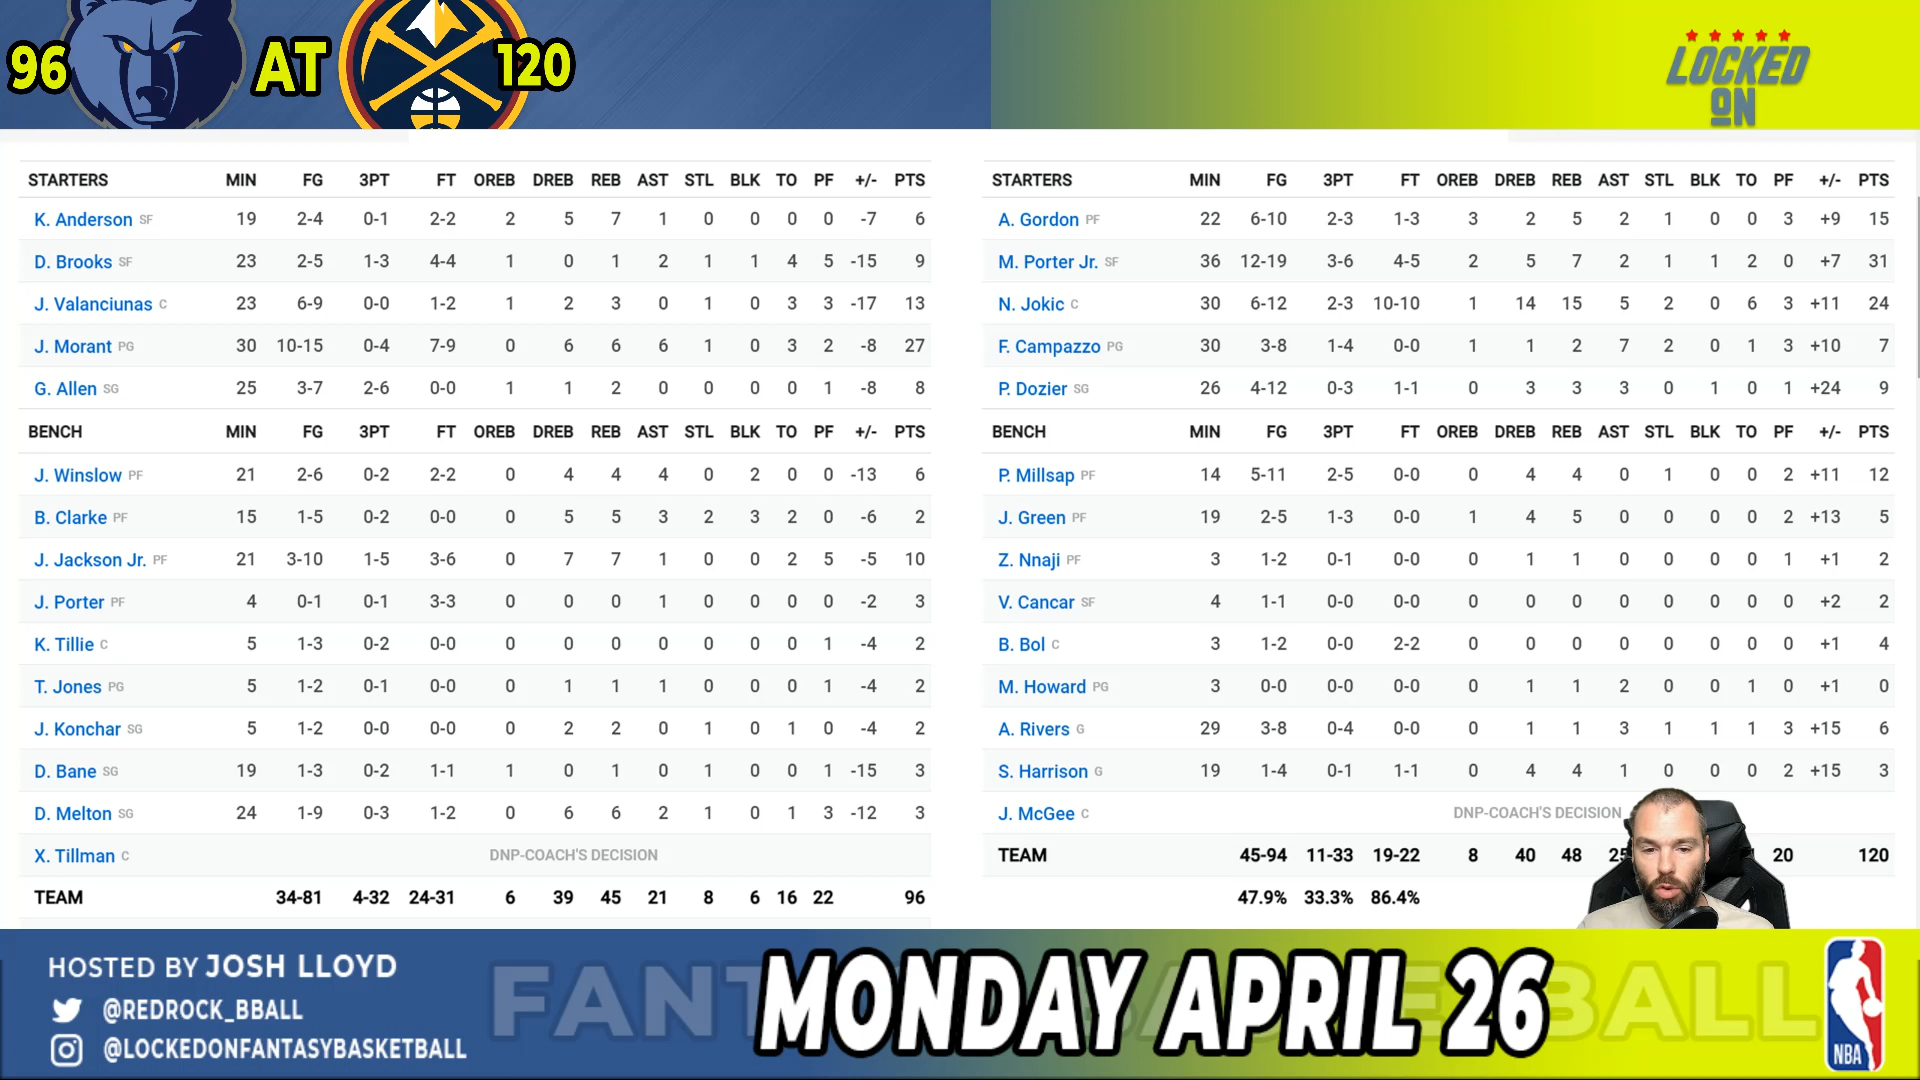 96 AT 120
LOCKED
ON
STARTERS MIN FG 3PT FT OREB DREB REB AST STL BLK TO PF +/- PTS
K. Anderson SF 19 2-4 0-1 2-2 2 5 7 1 0 0 0 0 -7 6
D. Brooks SF 23 2-5 1-3 4-4 1 0 1 2 1 1 4 5 -15 9
J. Valanciunas C 23 6-9 0-0 1-2 1 2 3 0 1 0 3 3 -17 13
J. Morant PG 30 10-15 0-4 7-9 0 6 6 6 1 0 3 2 -8 27
G. Allen SG 25 3-7 2-6 0-0 1 1 2 0 0 0 0 1 -8 8
BENCH MIN FG 3PT FT OREB DREB REB AST STL BLK TO PF +/- PTS
J. Winslow PF 21 2-6 0-2 2-2 0 4 4 4 0 2 0 0 -13 6
B. Clarke PF 15 1-5 0-2 0-0 0 5 5 3 2 3 2 0 -6 2
J. Jackson Jr. PF 21 3-10 1-5 3-6 0 7 7 1 0 0 2 5 -5 10
J. Porter PF 4 0-1 0-1 3-3 0 0 0 1 0 0 0 0 -2 3
K. Tillie C 5 1-3 0-2 0-0 0 0 0 0 0 0 0 1 -4 2
T. Jones PG 5 1-2 0-1 0-0 0 1 1 1 0 0 0 1 -4 2
J. Konchar SG 5 1-2 0-0 0-0 0 2 2 0 1 0 1 0 -4 2
D. Bane SG 19 1-3 0-2 1-1 1 0 1 0 1 0 0 1 -15 3
D. Melton SG 24 1-9 0-3 1-2 0 6 6 2 1 0 1 3 -12 3
X. Tillman C DNP-COACH'S DECISION
TEAM 34-81 4-32 24-31 6 39 45 21 8 6 16 22 96
STARTERS MIN FG 3PT FT OREB DREB REB AST STL BLK TO PF +/- PTS
A. Gordon PF 22 6-10 2-3 1-3 3 2 5 2 1 0 0 3 +9 15
M. Porter Jr. SF 36 12-19 3-6 4-5 2 5 7 2 1 1 2 0 +7 31
N. Jokic C 30 6-12 2-3 10-10 1 14 15 5 2 0 6 3 +11 24
F. Campazzo PG 30 3-8 1-4 0-0 1 1 2 7 2 0 1 3 +10 7
P. Dozier SG 26 4-12 0-3 1-1 0 3 3 3 0 1 0 1 +24 9
BENCH MIN FG 3PT FT OREB DREB REB AST STL BLK TO PF +/- PTS
P. Millsap PF 14 5-11 2-5 0-0 0 4 4 0 1 0 0 2 +11 12
J. Green PF 19 2-5 1-3 0-0 1 4 5 0 0 0 0 2 +13 5
Z. Nnaji PF 3 1-2 0-1 0-0 0 1 1 0 0 0 0 1 +1 2
V. Cancar SF 4 1-1 0-0 0-0 0 0 0 0 0 0 0 0 +2 2
B. Bol C 3 1-2 0-0 2-2 0 0 0 0 0 0 0 0 +1 4
M. Howard PG 3 0-0 0-0 0-0 0 1 1 2 0 0 1 0 +1 0
A. Rivers G 29 3-8 0-4 0-0 0 1 1 3 1 1 1 3 +15 6
S. Harrison G 19 1-4 0-1 1-1 0 4 4 1 0 0 0 2 +15 3
J. McGee C DNP-COACH'S DECISION
TEAM 45-94 11-33 19-22 8 40 48 25 20 120
47.9% 33.3% 86.4%
HOSTED BY JOSH LLOYD
@REDROCK_BBALL
@LOCKEDONFANTASYBASKETBALL
MONDAY APRIL 26
NBA